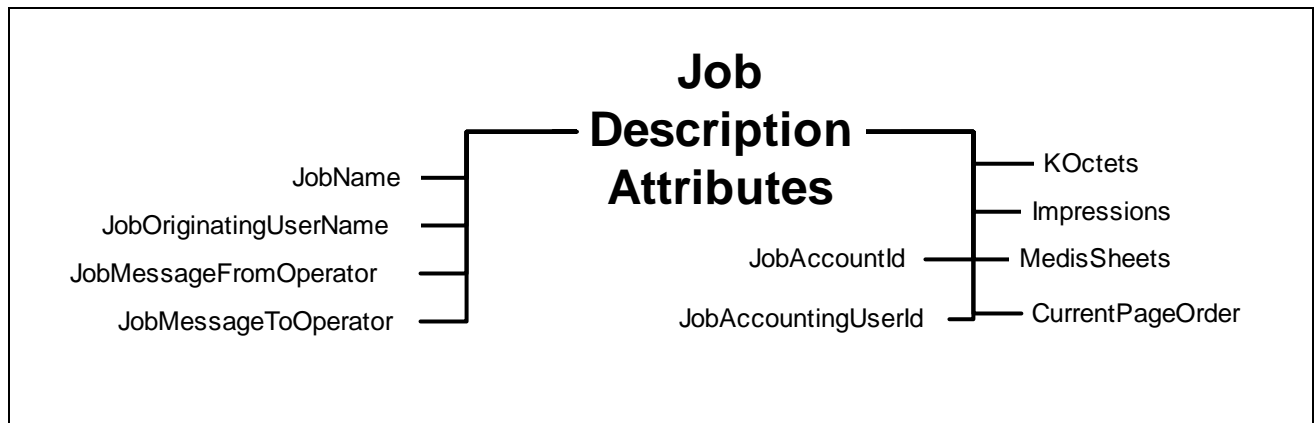 Job
Description
Attributes
JobName
JobOriginatingUserName
JobMessageFromOperator
JobMessageToOperator
JobAccountId
JobAccountingUserId
KOctets
Impressions
MedisSheets
CurrentPageOrder